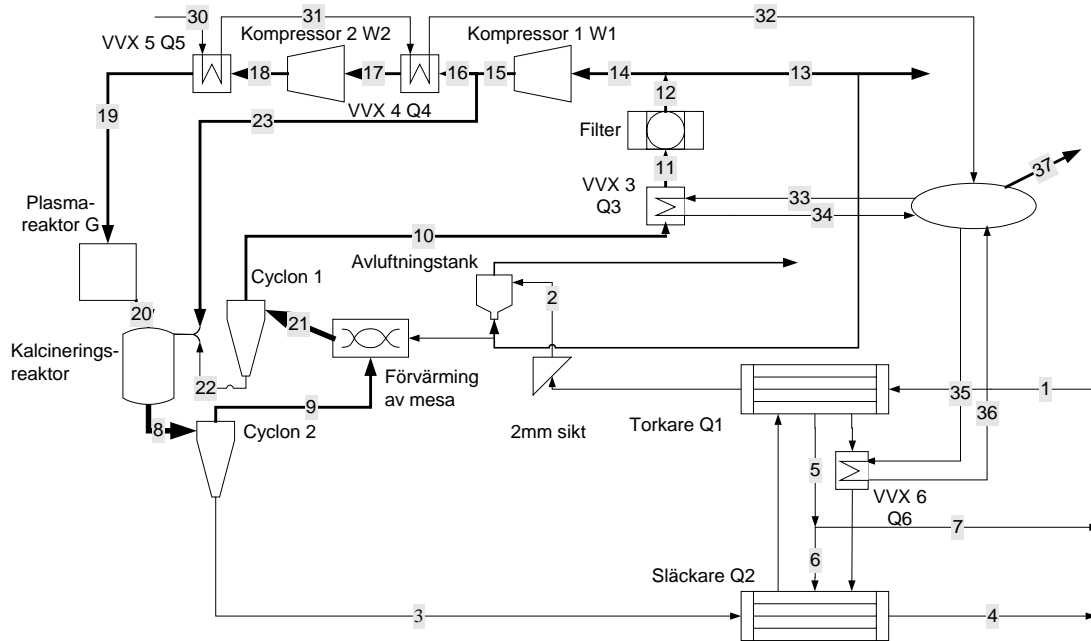 30
31
32
VVX 5 Q5
Kompressor 2 W2
Kompressor 1 W1
18
17
16
15
14
13
12
VVX 4 Q4
19
23
Filter
11
37
VVX 3
Q3
33
34
Plasma-
reaktor G
10
Avluftningstank
Cyclon 1
2
21
20
Kalcinerings-
reaktor
22
Förvärming
av mesa
9
1
35
36
2mm sikt
Torkare Q1
8
Cyclon 2
5
VVX 6
Q6
7
6
Släckare Q2
3
4